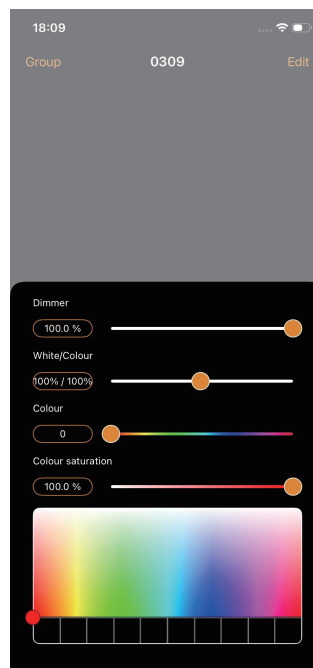 18:09
Group 0309 Edit
Dimmer
100.0 %
White/Colour
100% / 100%
Colour
0
Colour saturation
100.0 %